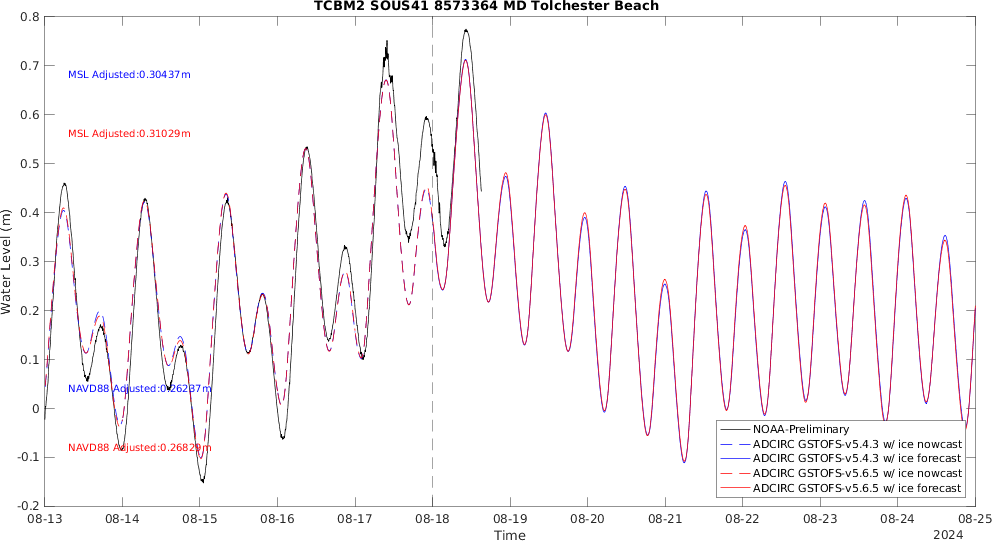 TCBM2 SOUS41 8573364 MD Tolchester Beach
0.8
0.7
0.6
0.5
0.4
0.3
0.2
0.1
0
-0.1
-0.2
Water Level (m)
MSL Adjusted:0.30437m
MSL Adjusted:0.31029m
NAVD88 Adjusted:0.26237m
NAVD88 Adjusted:0.26829m
NOAA-Preliminary
ADCIRC GSTOFS-v5.4.3 w/ ice nowcast
ADCIRC GSTOFS-v5.4.3 w/ ice forecast
ADCIRC GSTOFS-v5.6.5 w/ ice nowcast
ADCIRC GSTOFS-v5.6.5 w/ ice forecast
08-13 08-14 08-15 08-16 08-17 08-18 08-19 08-20 08-21 08-22 08-23 08-24 08-25
Time
2024